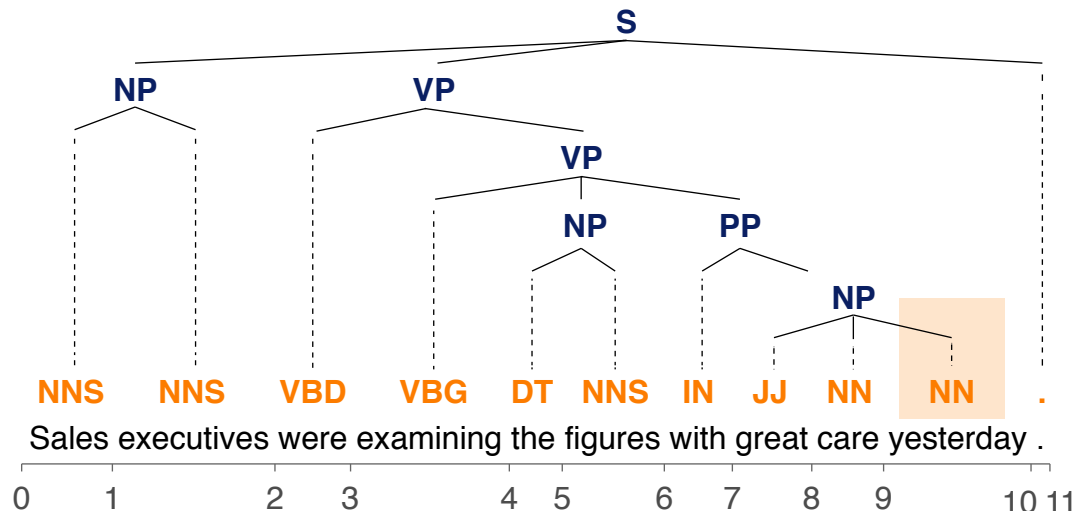 S
NP VP
VP
NP PP
NP
NNS NNS VBD VBG DT NNS IN JJ NN NN .
Sales executives were examining the figures with great care yesterday .
0 1 2 3 4 5 6 7 8 9 10 11